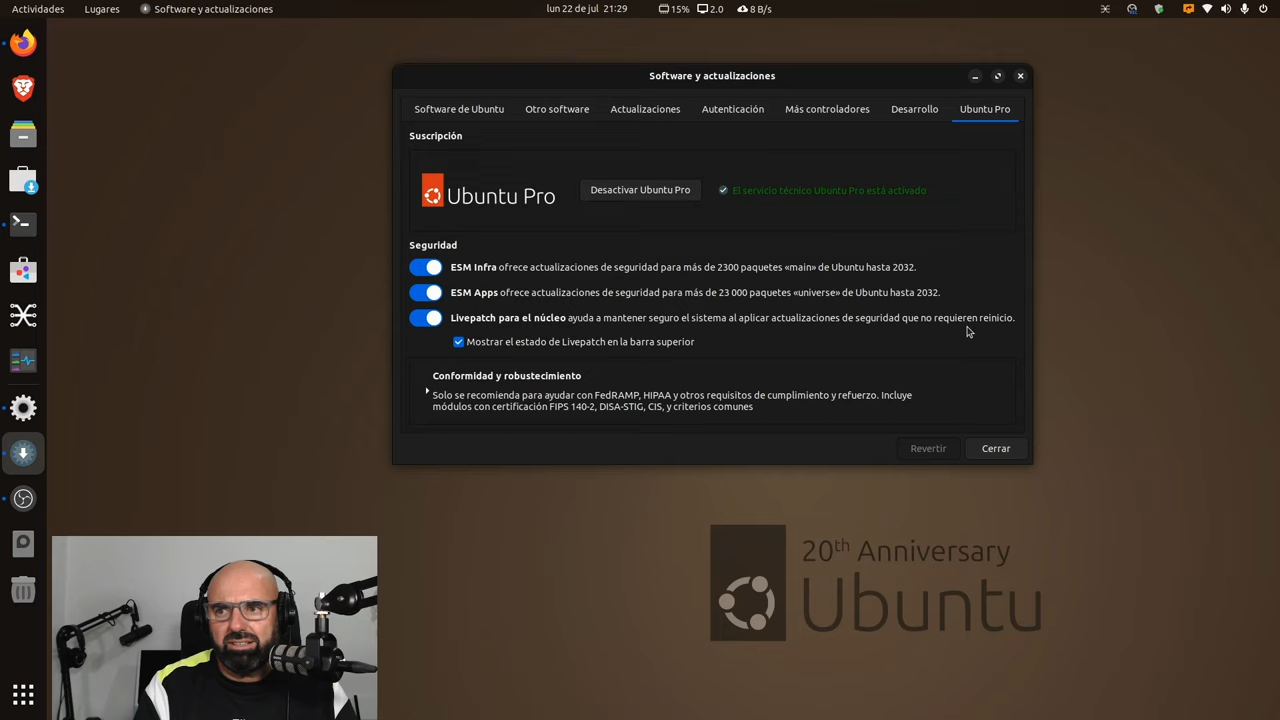 Actividades Lugares Software y actualizaciones lun 22 de jul 21:29 15% 2.0 8 B/s
Software y actualizaciones
Software de Ubuntu Otro software Actualizaciones Autenticación Más controladores Desarrollo Ubuntu Pro
Suscripción
Ubuntu Pro Desactivar Ubuntu Pro El servicio técnico Ubuntu Pro está activado
Seguridad
ESM Infra ofrece actualizaciones de seguridad para más de 2300 paquetes «main» de Ubuntu hasta 2032.
ESM Apps ofrece actualizaciones de seguridad para más de 23 000 paquetes «universe» de Ubuntu hasta 2032.
Livepatch para el núcleo ayuda a mantener seguro el sistema al aplicar actualizaciones de seguridad que no requieren reinicio.
Mostrar el estado de Livepatch en la barra superior
Conformidad y robustecimiento
Solo se recomienda para ayudar con FedRAMP, HIPAA y otros requisitos de cumplimiento y refuerzo. Incluye
módulos con certificación FIPS 140-2, DISA-STIG, CIS, y criterios comunes
Revertir Cerrar
20th Anniversary
Ubuntu